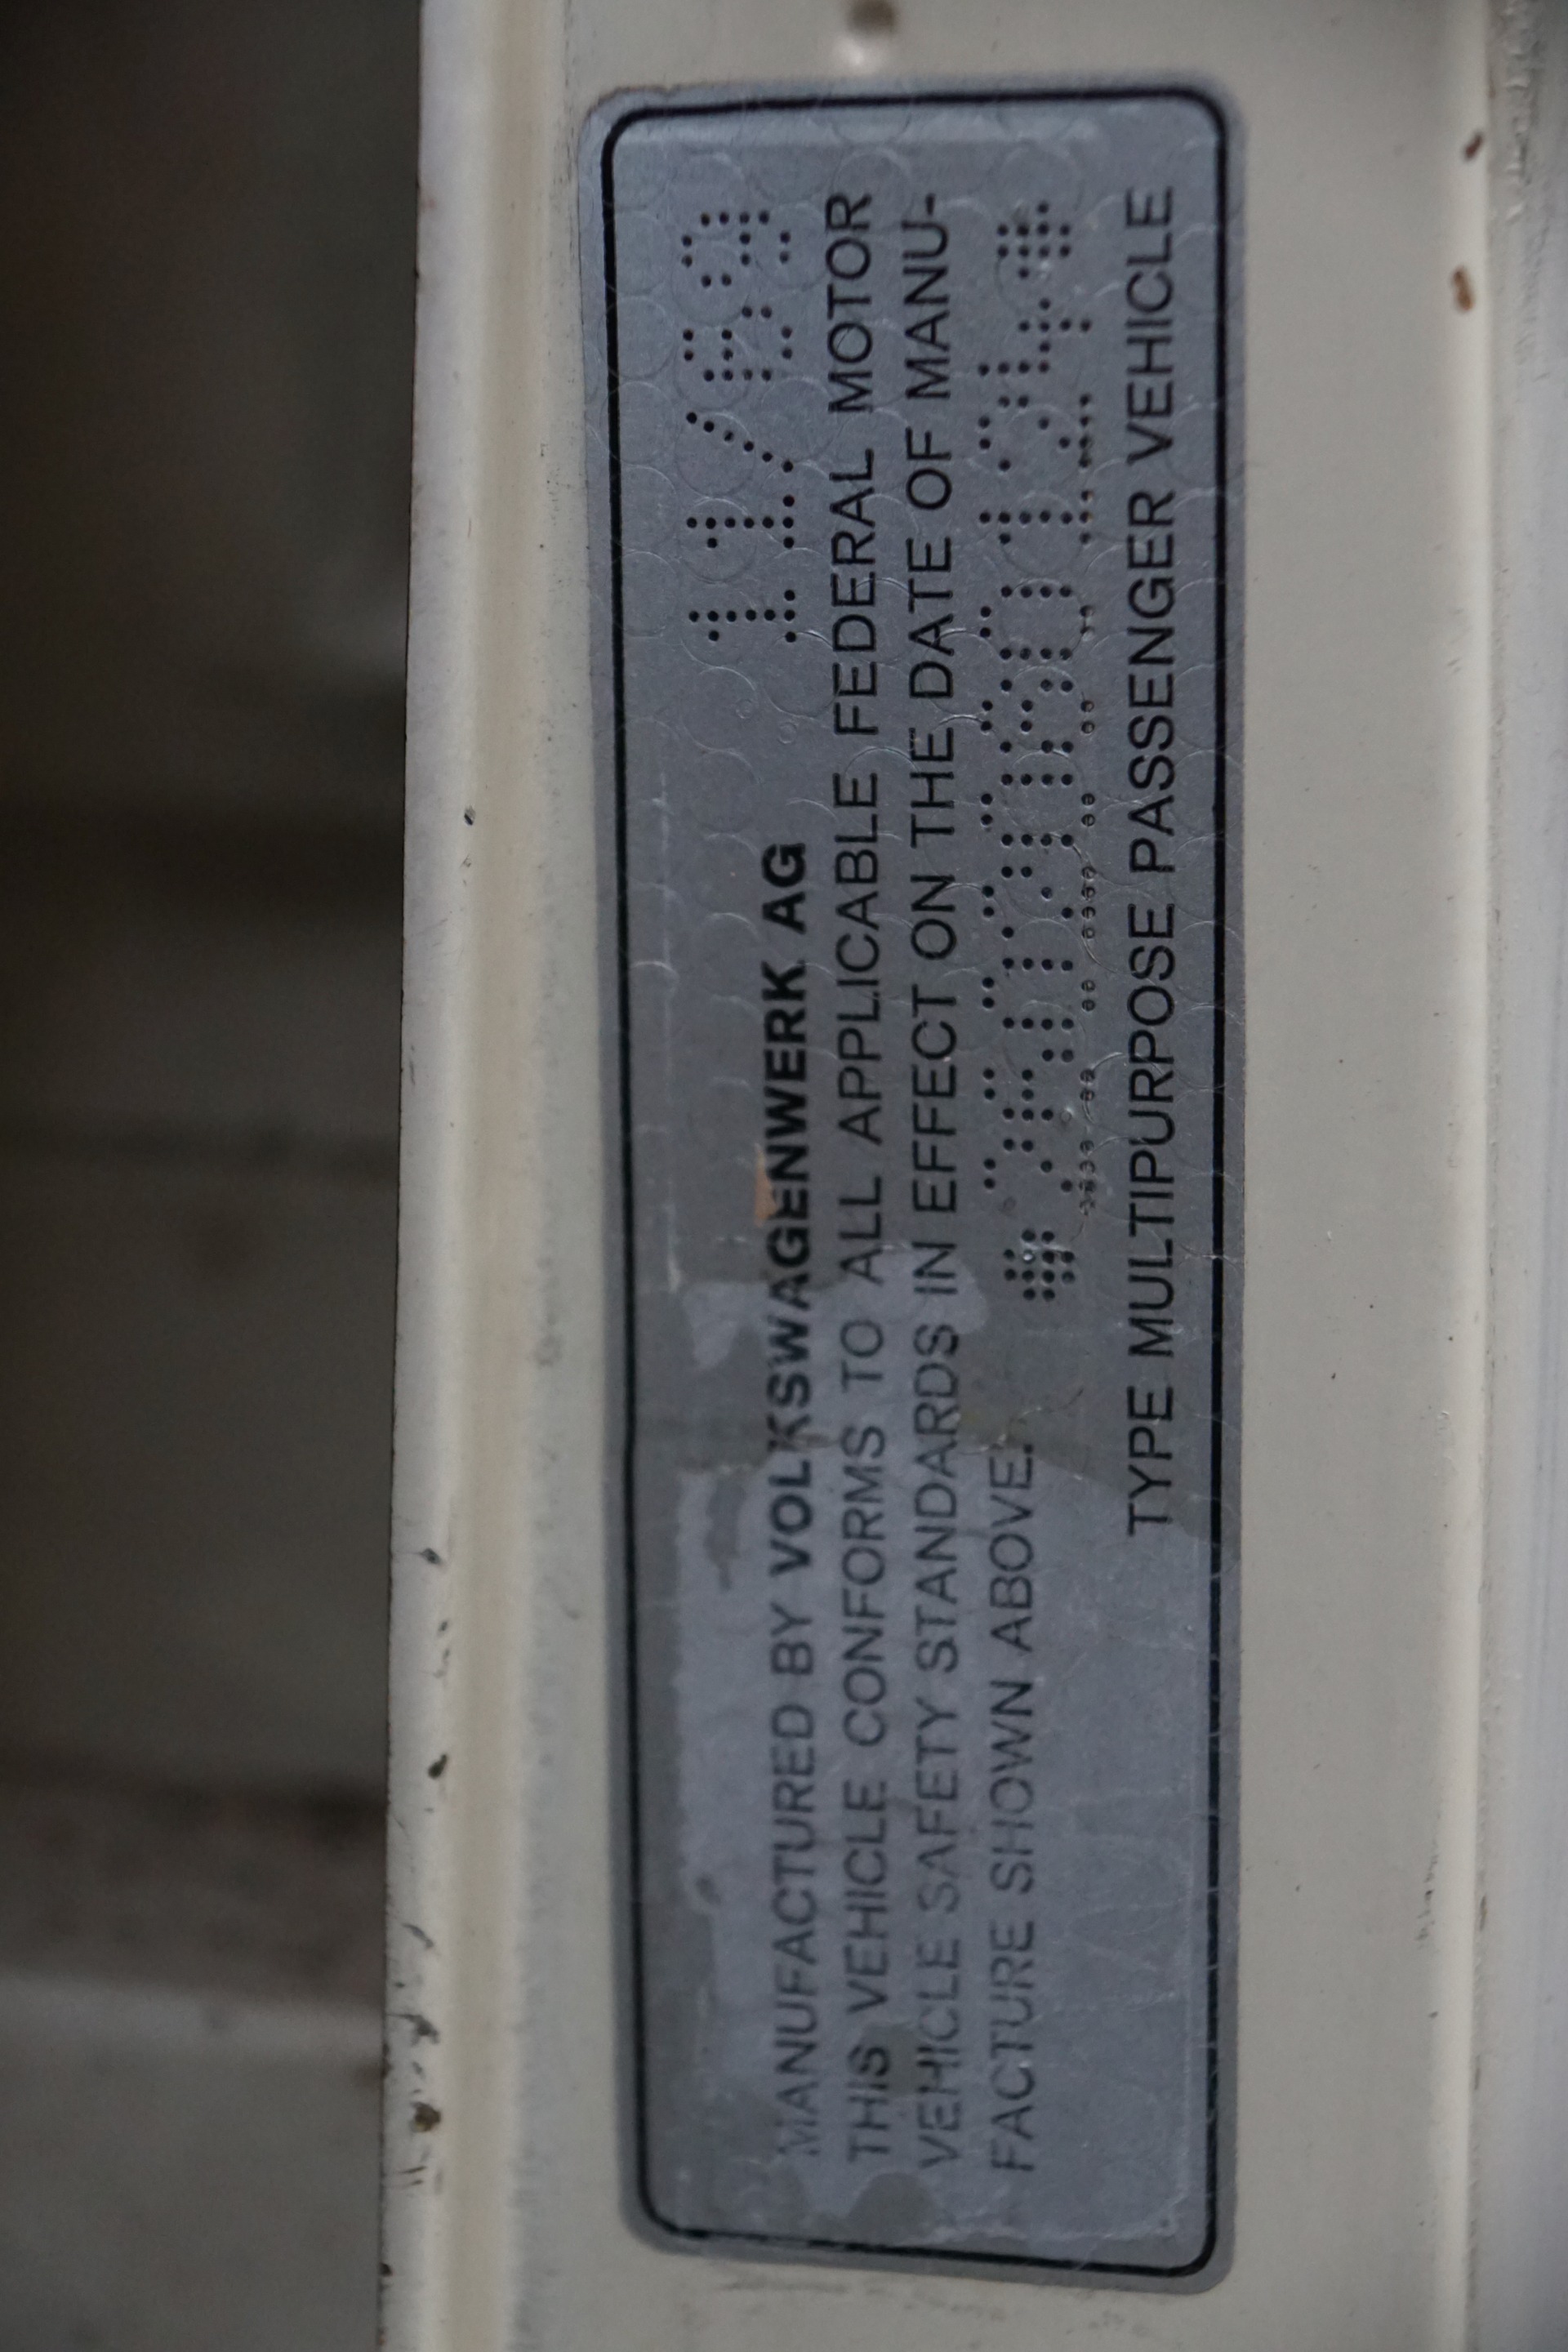 11/69
MANUFACTURED BY VOLKSWAGENWERK AG
THIS VEHICLE CONFORMS TO ALL APPLICABLE FEDERAL MOTOR
VEHICLE SAFETY STANDARDS IN EFFECT ON THE DATE OF MANU-
FACTURE SHOWN ABOVE.
TYPE MULTIPURPOSE PASSENGER VEHICLE